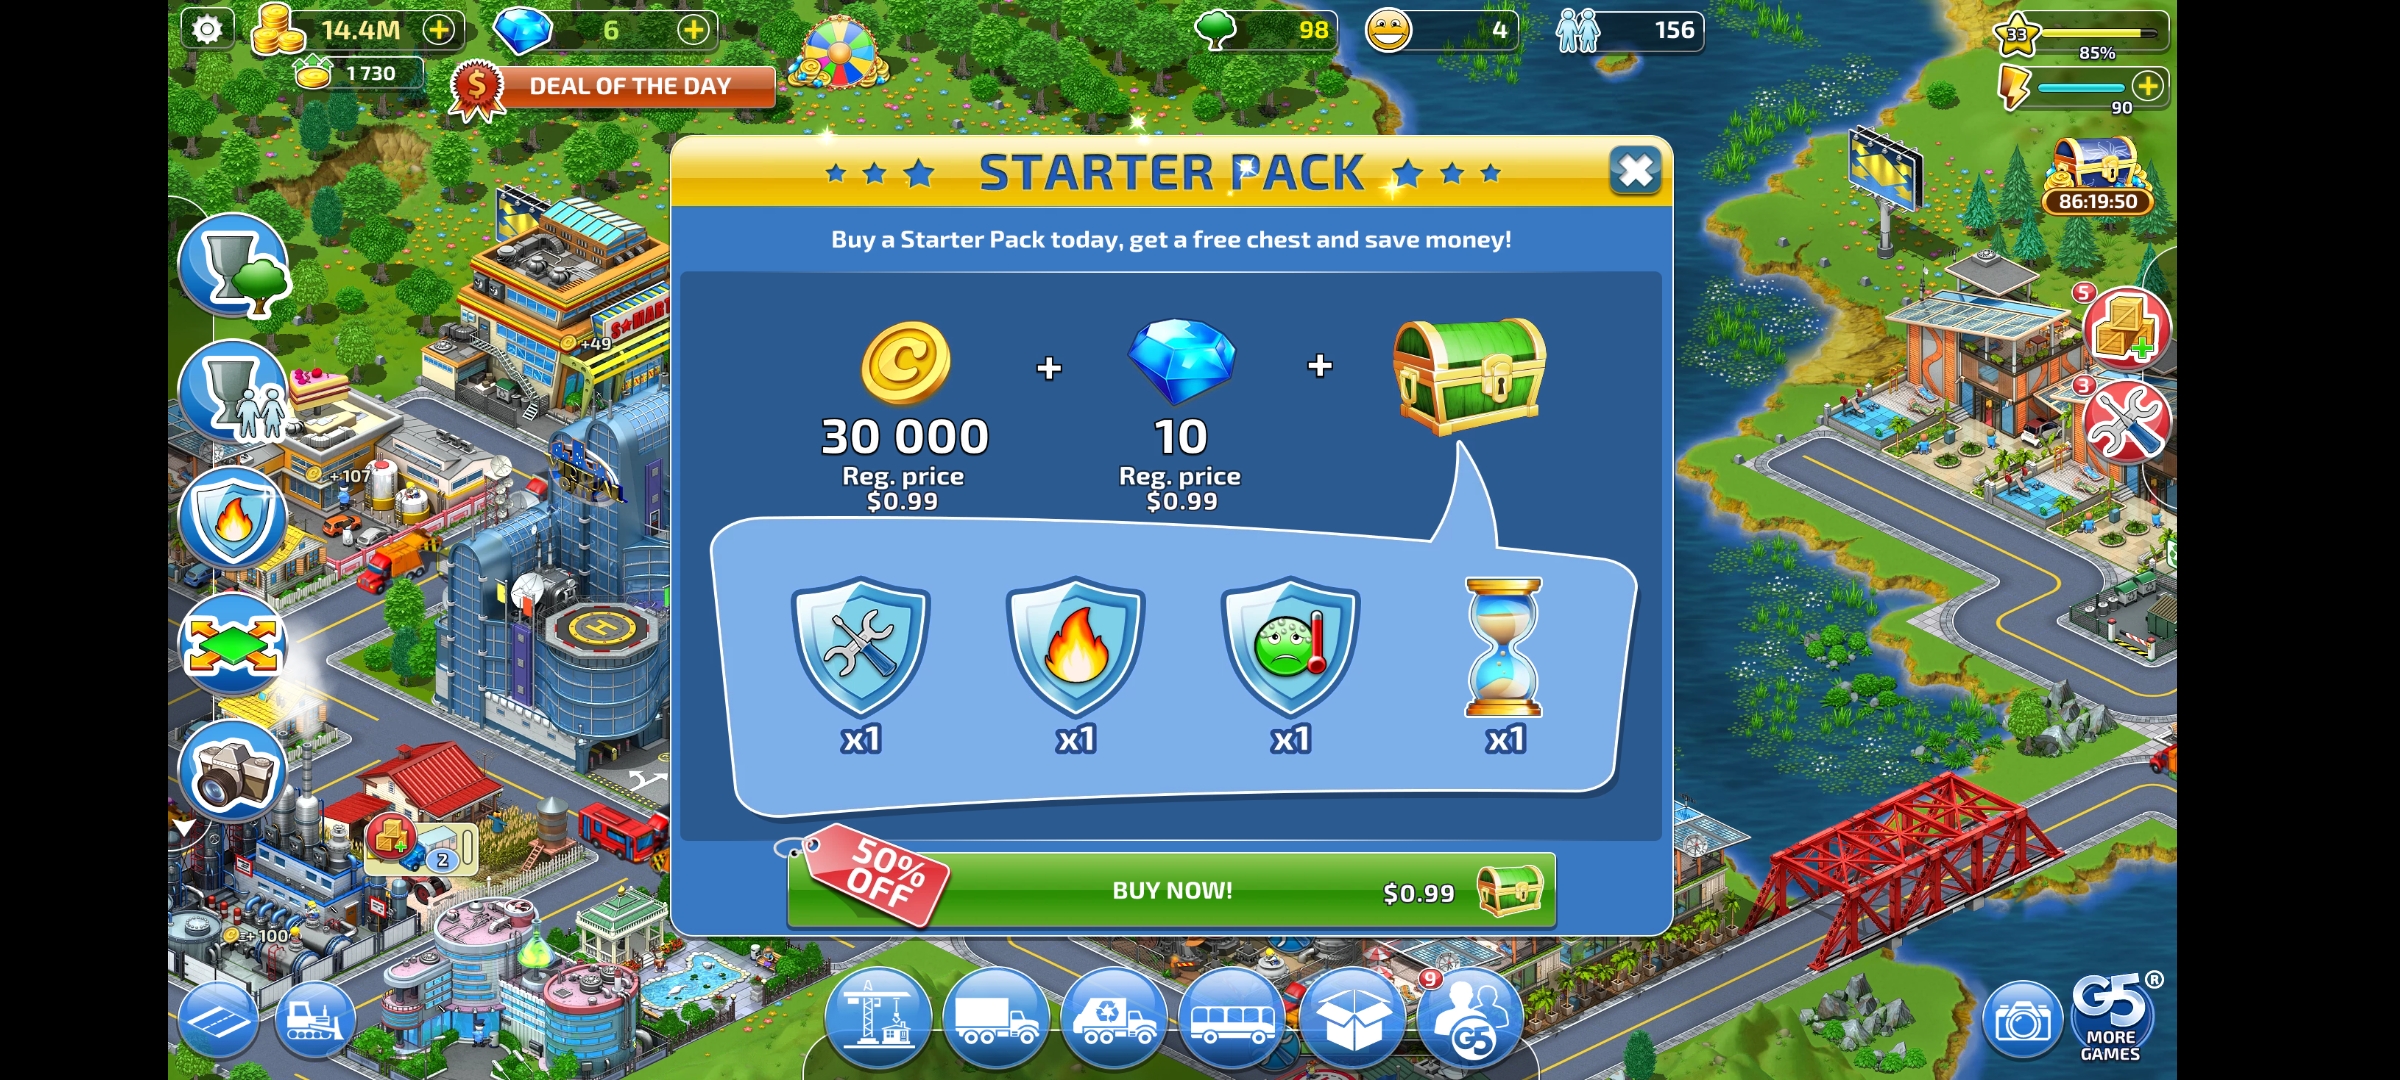 14.4M
6
98
4
156
33
85%
1 730
DEAL OF THE DAY
90
STARTER PACK
86:19:50
Buy a Starter Pack today, get a free chest and save money!
5
S★MART
+49
30 000
10
Reg. price
$0.99
Reg. price
$0.99
3
+107
x1
x1
x1
x1
H
2
50%
OFF
BUY NOW!
$0.99
+100
9
G5
G5®
MORE
GAMES